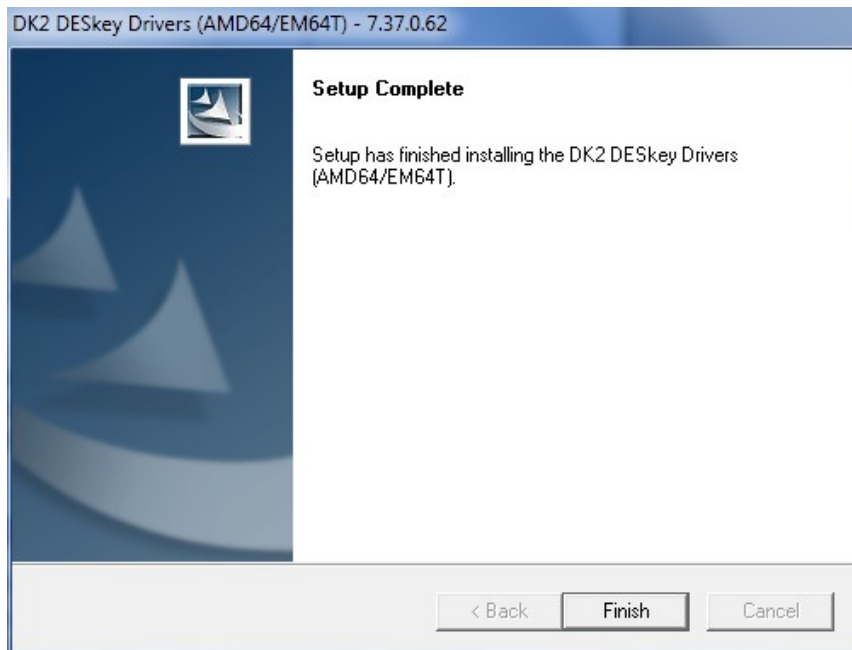 DK2 DESkey Drivers (AMD64/EM64T) - 7.37.0.62
Setup Complete
Setup has finished installing the DK2 DESkey Drivers
(AMD64/EM64T).
< Back
Finish
Cancel